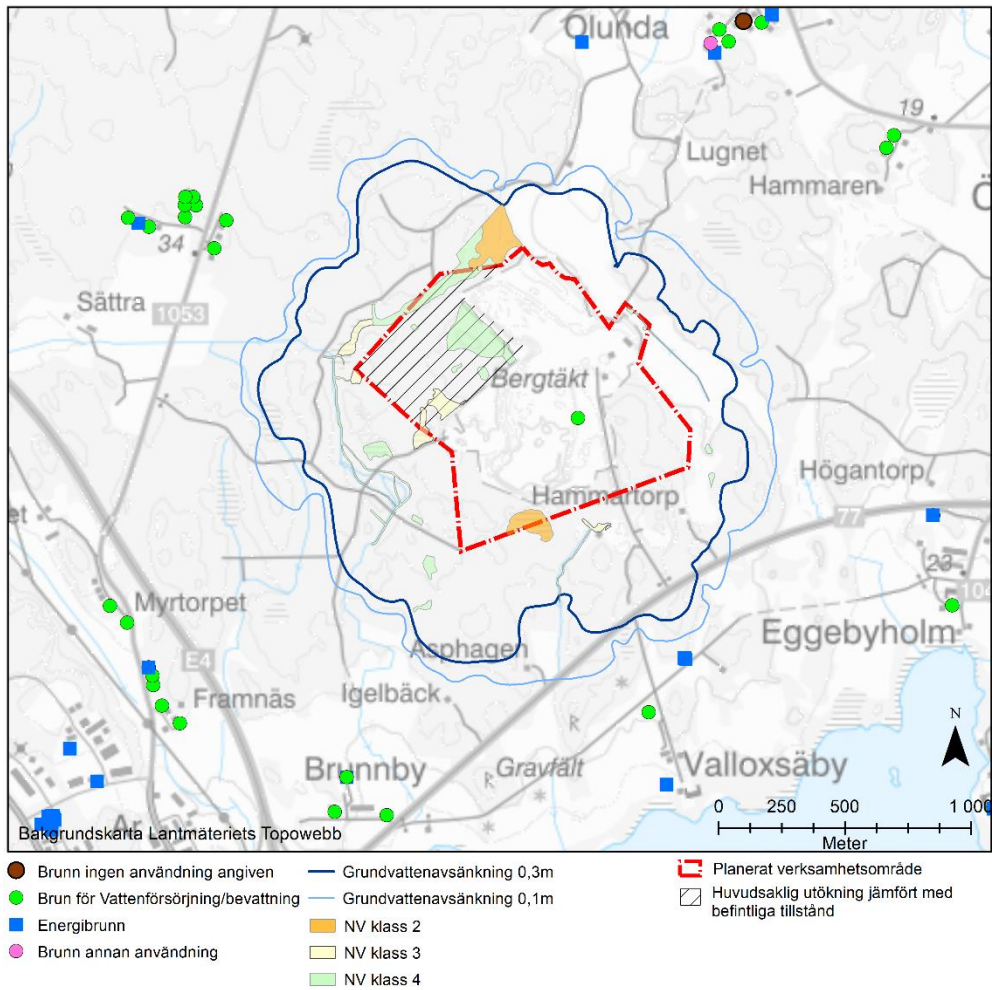 Olunda
19
Lugnet
Hammaren
Ö
34
Sättra
1053
Bergtäkt
Högantorp
Hammartorp
77
et
23
104
Myrtorpet
Eggebyholm
Asphagen
E4
Framnäs
Igelbäck
R
N
Brunnby
Gravfält
Valloxsäby
R
0 250 500 1 000
Ar
Bakgrundskarta Lantmäteriets Topowebb
Meter
Brunn ingen användning angiven
Brun för Vattenförsörjning/bevattning
Energibrunn
Brunn annan användning
Grundvattenavsänkning 0,3m
Grundvattenavsänkning 0,1m
NV klass 2
NV klass 3
NV klass 4
Planerat verksamhetsområde
Huvudsaklig utökning jämfört med
befintliga tillstånd